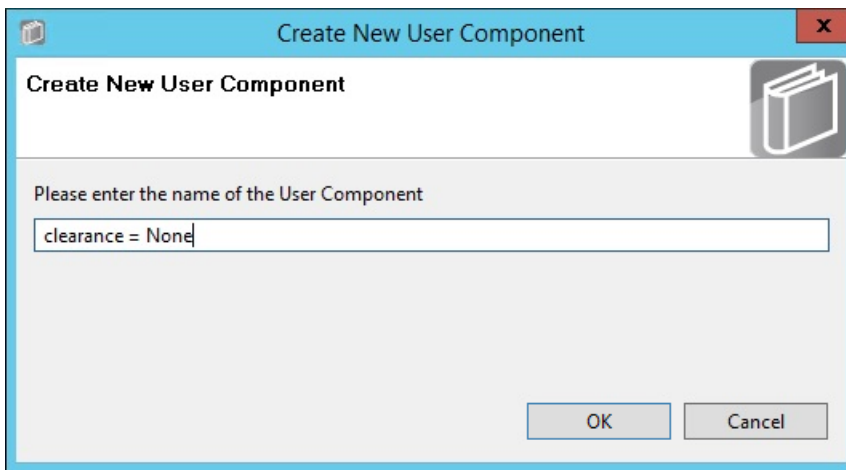 Create New User Component
x
Create New User Component
Please enter the name of the User Component
clearance = None
OK Cancel